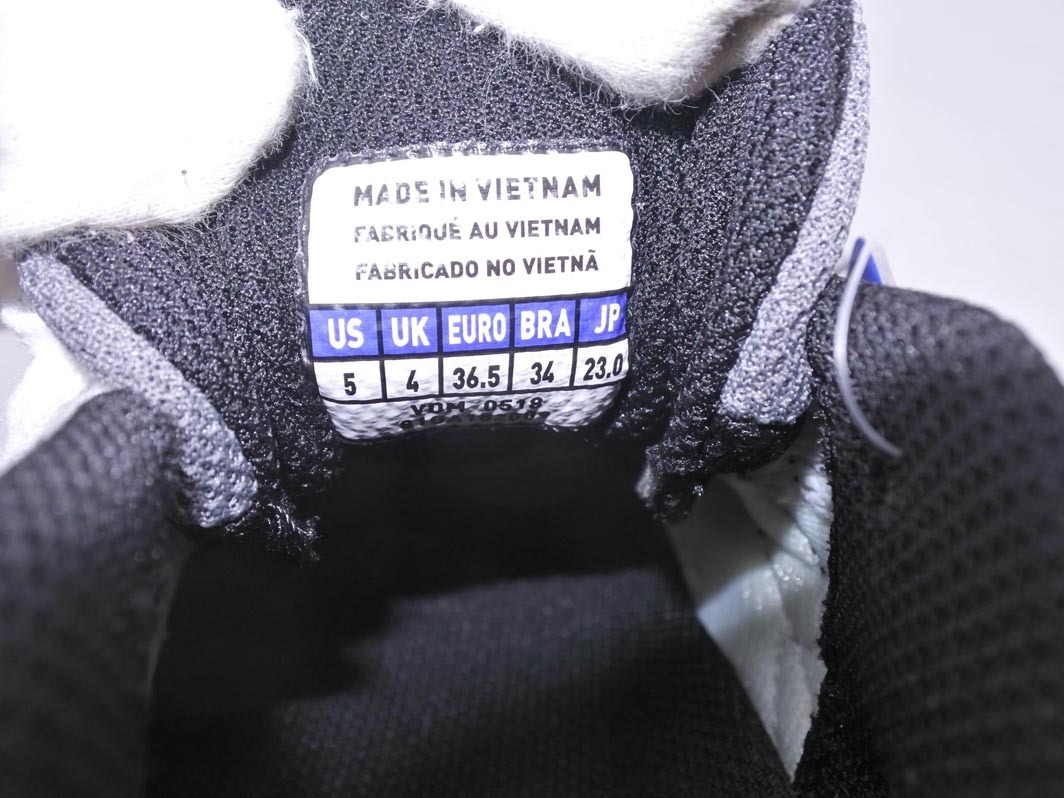 MADE IN VIETNAM
FABRIQUÉ AU VIETNAM
FABRICADO NO VIETNÃ
US UK EURO BRA JP
5 4 36.5 34 23.0
0519